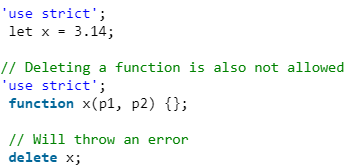 'use strict';
let x = 3.14;
// Deleting a function is also not allowed
'use strict';
function x(p1, p2) {};
// Will throw an error
delete x;